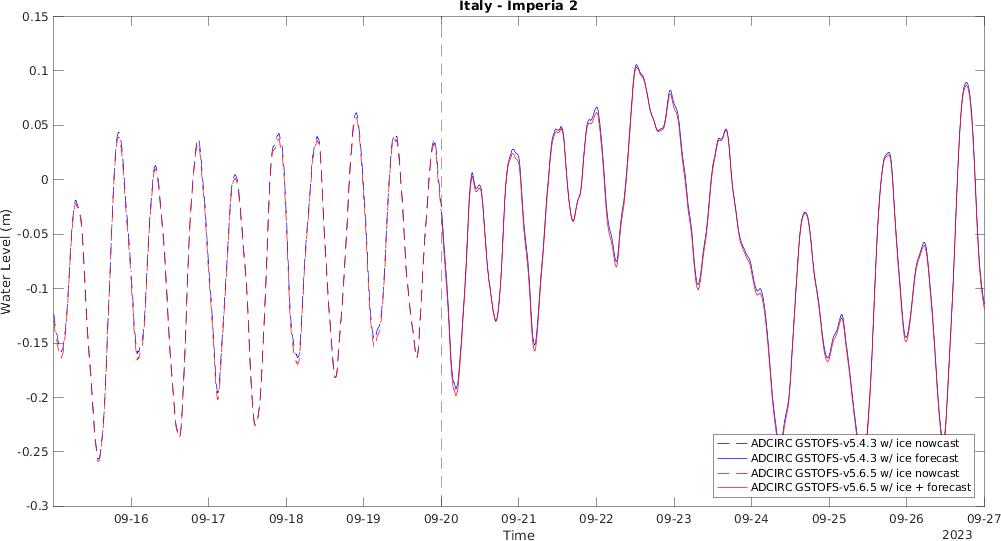 Italy - Imperia 2
0.15
0.1
0.05
0
-0.05
-0.1
-0.15
-0.2
-0.25
-0.3
Water Level (m)
ADCIRC GSTOFS-v5.4.3 w/ ice nowcast
ADCIRC GSTOFS-v5.4.3 w/ ice forecast
ADCIRC GSTOFS-v5.6.5 w/ ice nowcast
ADCIRC GSTOFS-v5.6.5 w/ ice + forecast
09-16 09-17 09-18 09-19 09-20 09-21 09-22 09-23 09-24 09-25 09-26 09-27
Time
2023